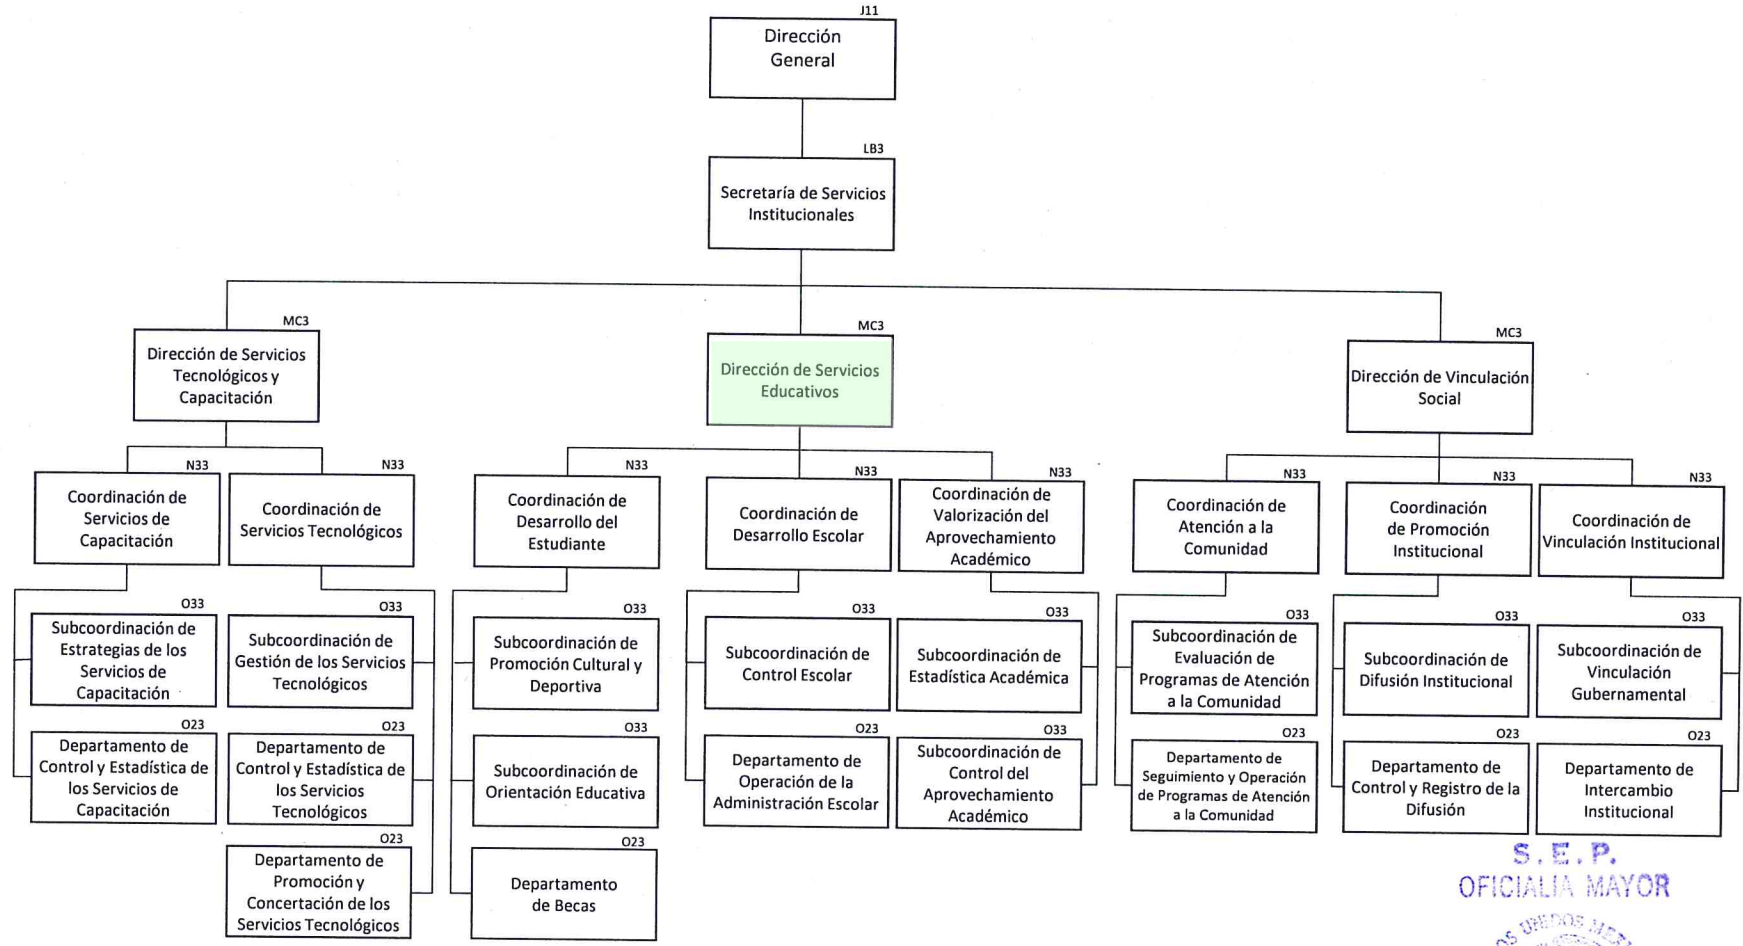 J11
Dirección
General
LB3
Secretaría de Servicios
Institucionales
MC3
Dirección de Servicios
Tecnológicos y
Capacitación
MC3
Dirección de Servicios
Educativos
MC3
Dirección de Vinculación
Social
N33
Coordinación de
Servicios de
Capacitación
N33
Coordinación de
Servicios Tecnológicos
N33
Coordinación de
Desarrollo del
Estudiante
N33
Coordinación de
Desarrollo Escolar
N33
Coordinación de
Valorización del
Aprovechamiento
Académico
N33
Coordinación de
Atención a la
Comunidad
N33
Coordinación
de Promoción
Institucional
N33
Coordinación de
Vinculación Institucional
O33
Subcoordinación de
Estrategias de los
Servicios de
Capacitación
O33
Subcoordinación de
Gestión de los Servicios
Tecnológicos
O33
Subcoordinación de
Promoción Cultural y
Deportiva
O33
Subcoordinación de
Control Escolar
O33
Subcoordinación de
Estadística Académica
O33
Subcoordinación de
Evaluación de
Programas de Atención
a la Comunidad
O33
Subcoordinación de
Difusión Institucional
O33
Subcoordinación de
Vinculación
Gubernamental
O23
Departamento de
Control y Estadística de
los Servicios de
Capacitación
O23
Departamento de
Control y Estadística de
los Servicios
Tecnológicos
O33
Subcoordinación de
Orientación Educativa
O23
Departamento de
Operación de la
Administración Escolar
O33
Subcoordinación de
Control del
Aprovechamiento
Académico
O23
Departamento de
Seguimiento y Operación
de Programas de Atención
a la Comunidad
O23
Departamento de
Control y Registro de la
Difusión
O23
Departamento de
Intercambio
Institucional
O23
Departamento de
Promoción y
Concertación de los
Servicios Tecnológicos
O23
Departamento
de Becas
S.E.P.
OFICIALIA MAYOR